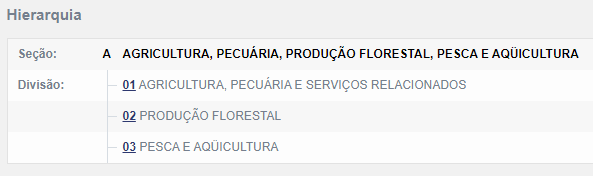 Hierarquia
Seção: A AGRICULTURA, PECUÁRIA, PRODUÇÃO FLORESTAL, PESCA E AQÜICULTURA
Divisão: 01 AGRICULTURA, PECUÁRIA E SERVIÇOS RELACIONADOS
02 PRODUÇÃO FLORESTAL
03 PESCA E AQÜICULTURA